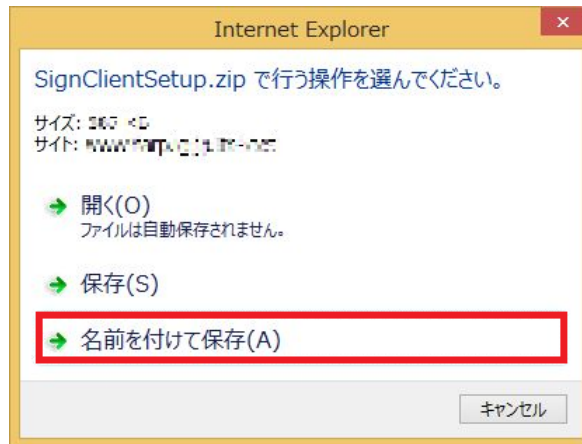 Internet Explorer
SignClientSetup.zip で行う操作を選んでください。
サイズ:
サイト:
開く(O)
ファイルは自動保存されません。
保存(S)
名前を付けて保存(A)
キャンセル